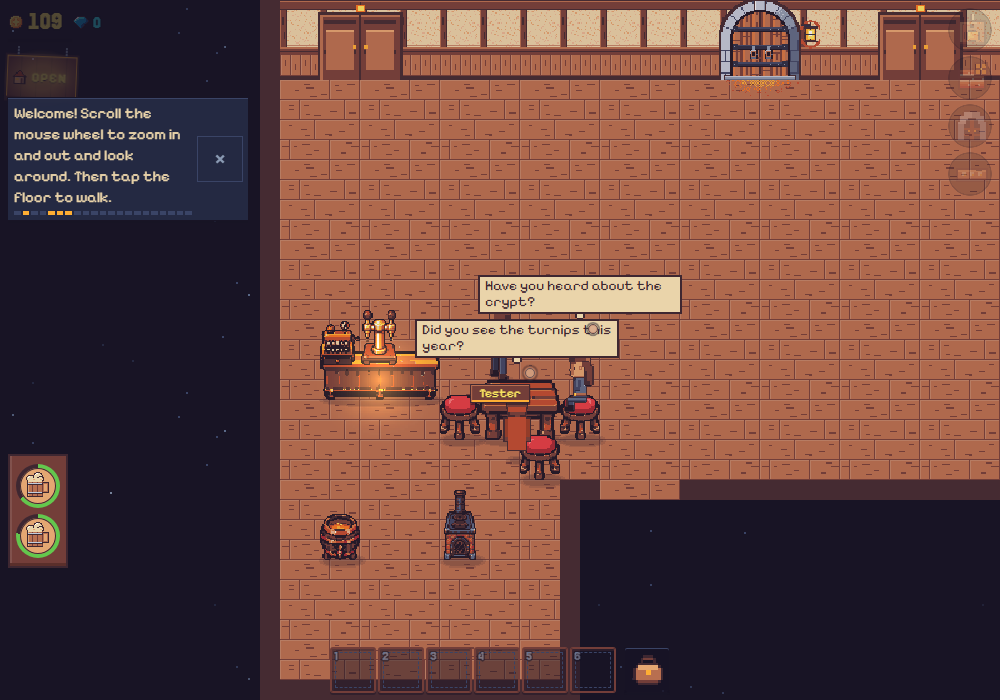 109
0
OPEN
Welcome! Scroll the
mouse wheel to zoom in
and out and look
around. Then tap the
floor to walk.
×
Have you heard about the
crypt?
Did you see the turnips this
year?
Tester
1
2
3
4
5
6